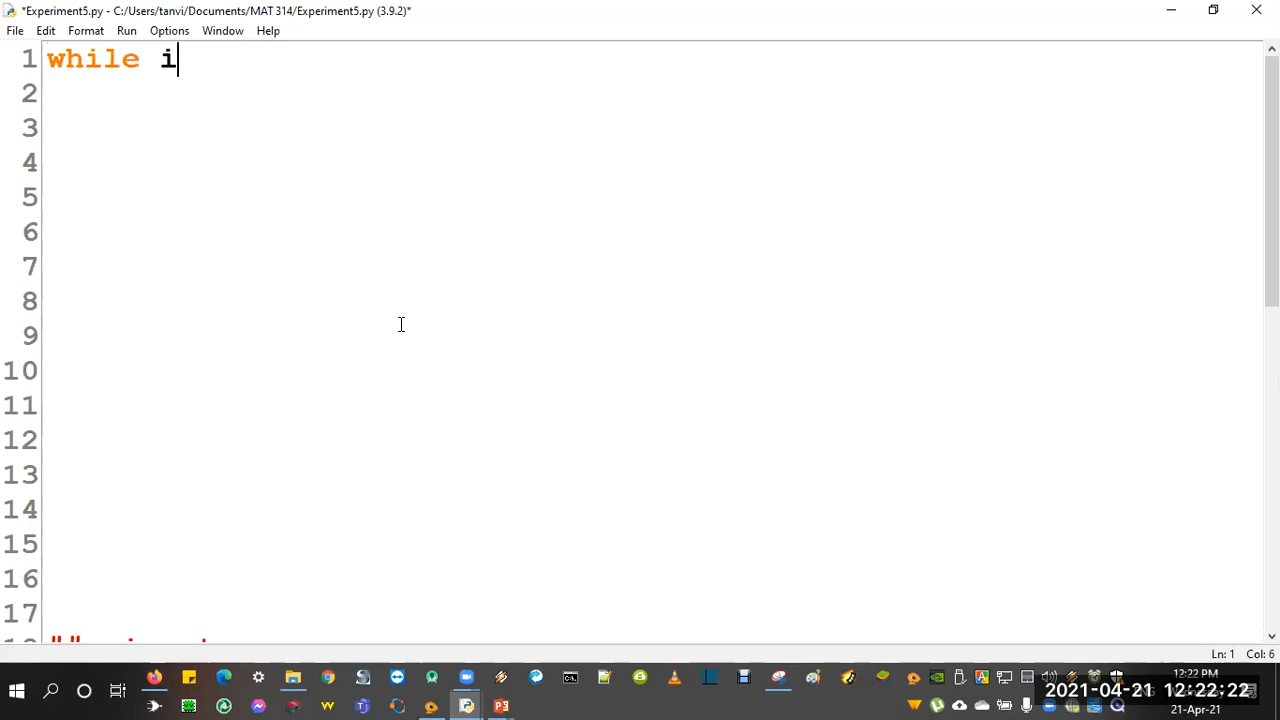 *Experiment5.py - C:/Users/tanvi/Documents/MAT 314/Experiment5.py (3.9.2)*
File Edit Format Run Options Window Help
1 while i
2
3
4
5
6
7
8
9
10
11
12
13
14
15
16
17
Ln: 1 Col: 6
12:22 PM
2021-04-21 12:22:22
21-Apr-21